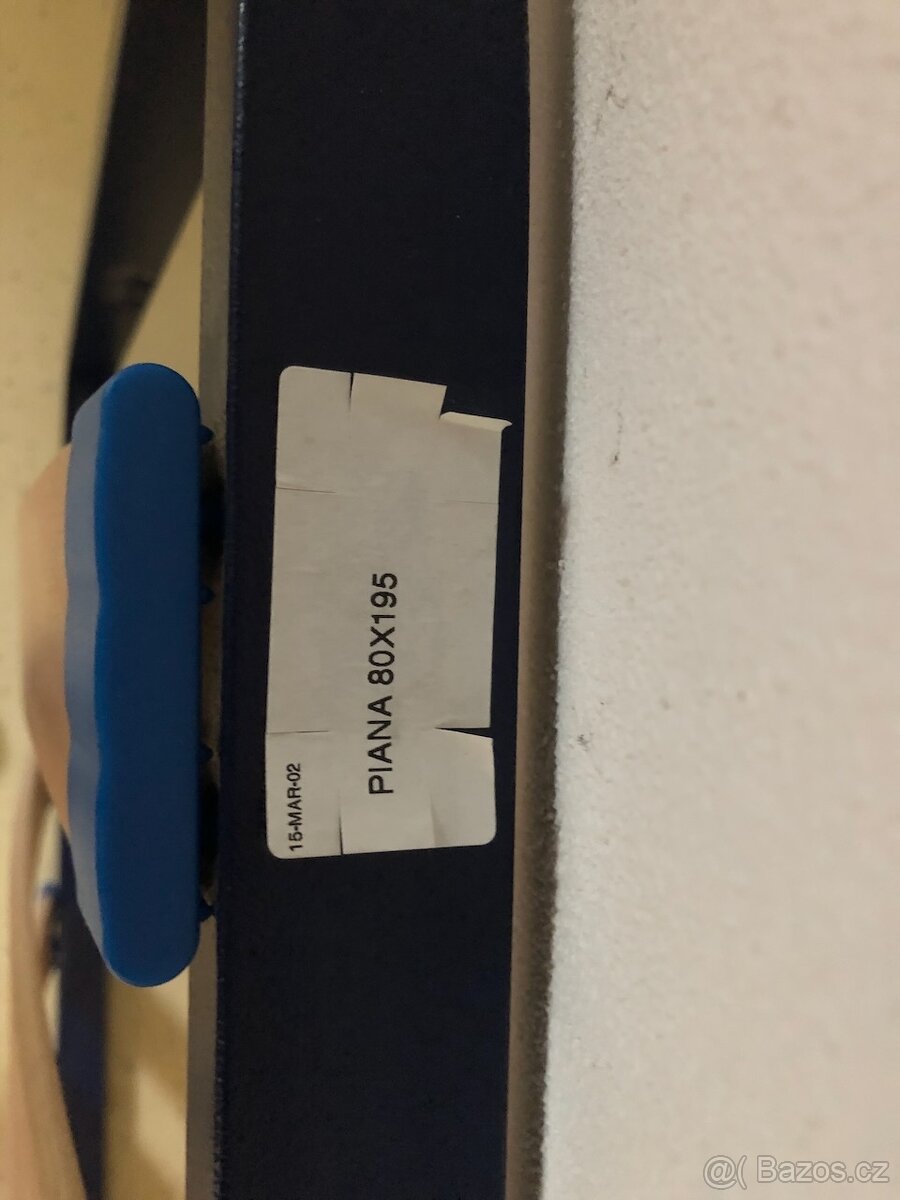 15-MAR-02
PIANA 80X195
@( Bazos.cz